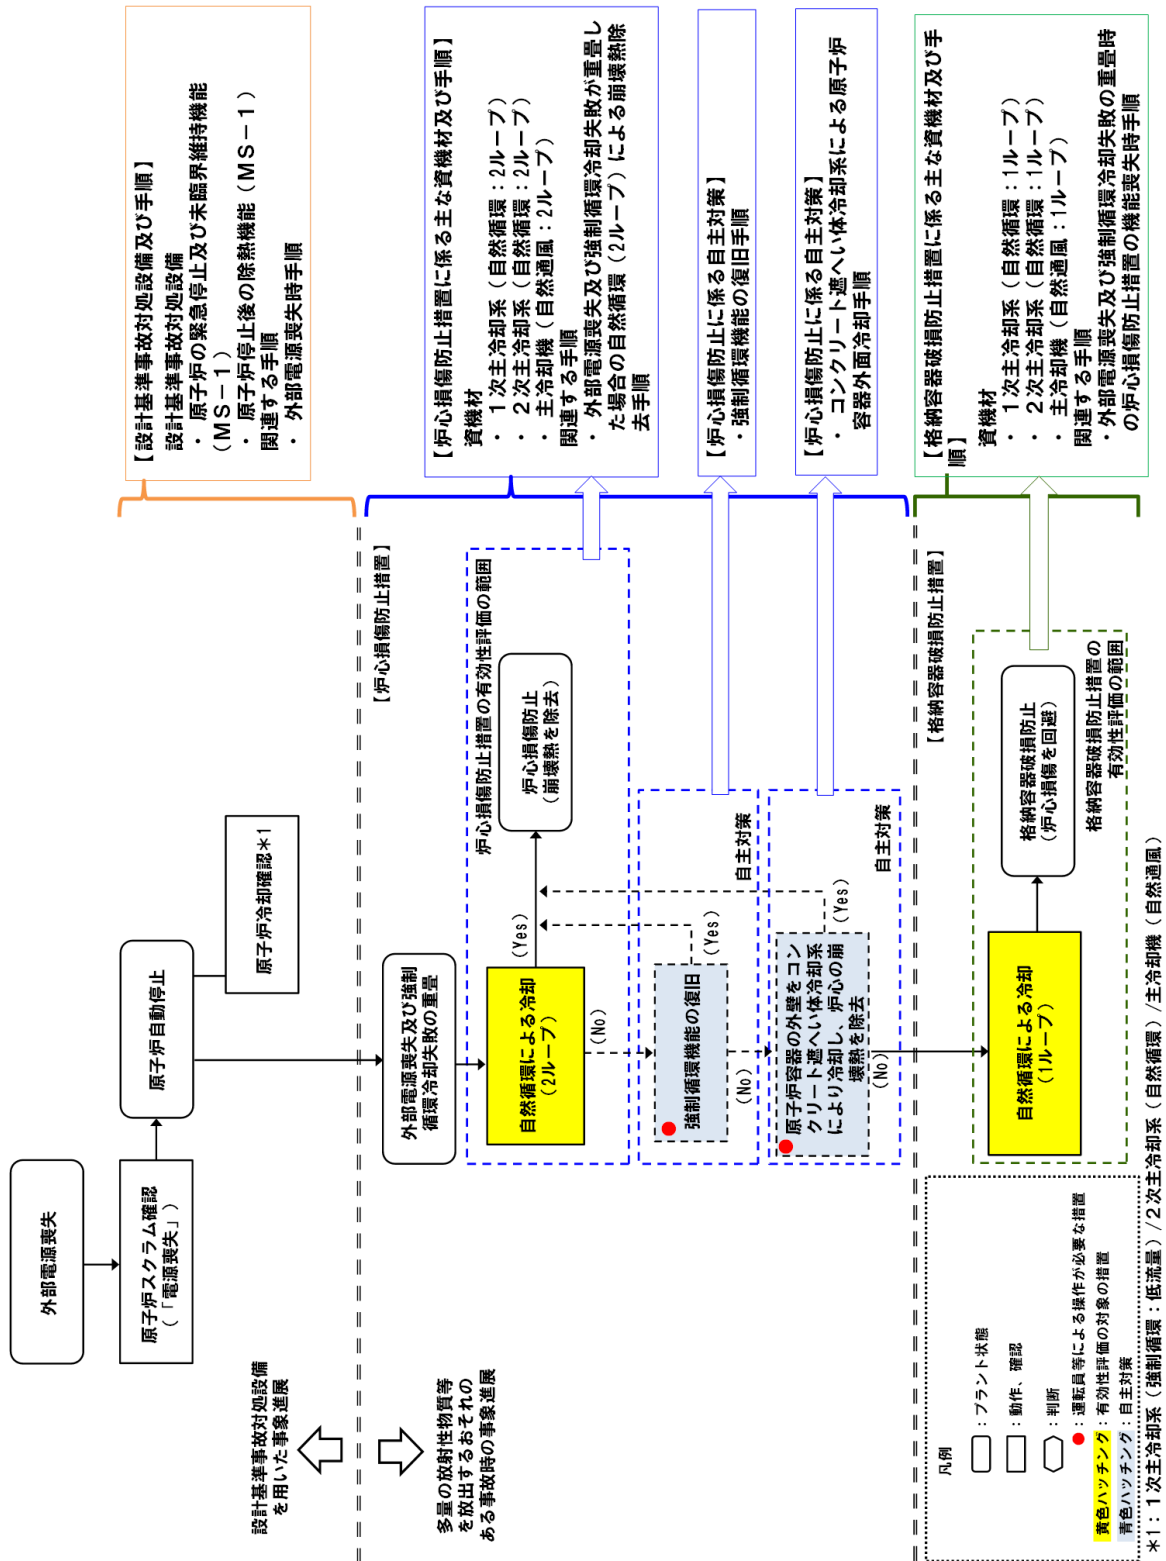 外部電源喪失
原子炉スクラム確認
(「電源喪失」)
原子炉自動停止
原子炉冷却確認*1
設計基準事故対処設備
を用いた事象進展
多量の放射性物質等
を放出するおそれの
ある事故時の事象進展
【設計基準事故対処設備及び手順】
設計基準事故対処設備
・原子炉の緊急停止及び未臨界維持機能
(MS-1)
・原子炉停止後の除熱機能(MS-1)
関連する手順
・外部電源喪失時手順
【炉心損傷防止措置】
外部電源喪失及び強制
循環冷却失敗の重畳
炉心損傷防止措置の有効性評価の範囲
自然循環による冷却
(2ループ)
(Yes)
(No)
炉心損傷防止
(崩壊熱を除去)
強制循環機能の復旧
(Yes)
(No)
自主対策
原子炉容器の外壁をコン
クリート遮へい体冷却系
により冷却し、炉心の崩
壊熱を除去
(Yes)
(No)
自主対策
【炉心損傷防止措置に係る主な資機材及び手順】
資機材
・1次主冷却系(自然循環:2ループ)
・2次主冷却系(自然循環:2ループ)
・主冷却機(自然通風:2ループ)
関連する手順
・外部電源喪失及び強制循環冷却失敗が重畳し
た場合の自然循環(2ループ)による崩壊熱除
去手順
【炉心損傷防止に係る自主対策】
・強制循環機能の復旧手順
【炉心損傷防止に係る自主対策】
・コンクリート遮へい体冷却系による原子炉
容器外面冷却手順
【格納容器破損防止措置】
自然循環による冷却
(1ループ)
格納容器破損防止
(炉心損傷を回避)
格納容器破損防止措置の
有効性評価の範囲
【格納容器破損防止措置に係る主な資機材及び手
順】
資機材
・1次主冷却系(自然循環:1ループ)
・2次主冷却系(自然循環:1ループ)
・主冷却機(自然通風:1ループ)
関連する手順
・外部電源喪失及び強制循環冷却失敗の重畳時
の炉心損傷防止措置の機能喪失時手順
凡例
:プラント状態
:動作、確認
:判断
●:運転員等による操作が必要な措置
黄色ハッチング:有効性評価の対象の措置
青色ハッチング:自主対策
*1:1次主冷却系(強制循環:低流量)/2次主冷却系(自然循環)/主冷却機(自然通風)